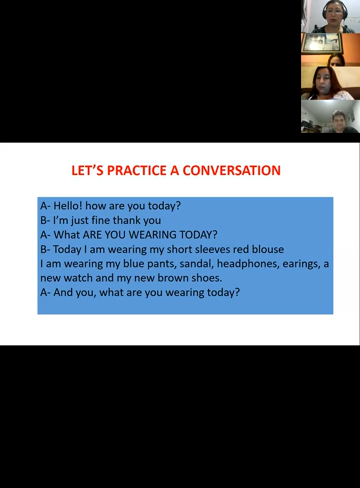 LET'S PRACTICE A CONVERSATION
A- Hello! how are you today?
B- I'm just fine thank you
A- What ARE YOU WEARING TODAY?
B- Today I am wearing my short sleeves red blouse
I am wearing my blue pants, sandal, headphones, earings, a
new watch and my new brown shoes.
A- And you, what are you wearing today?